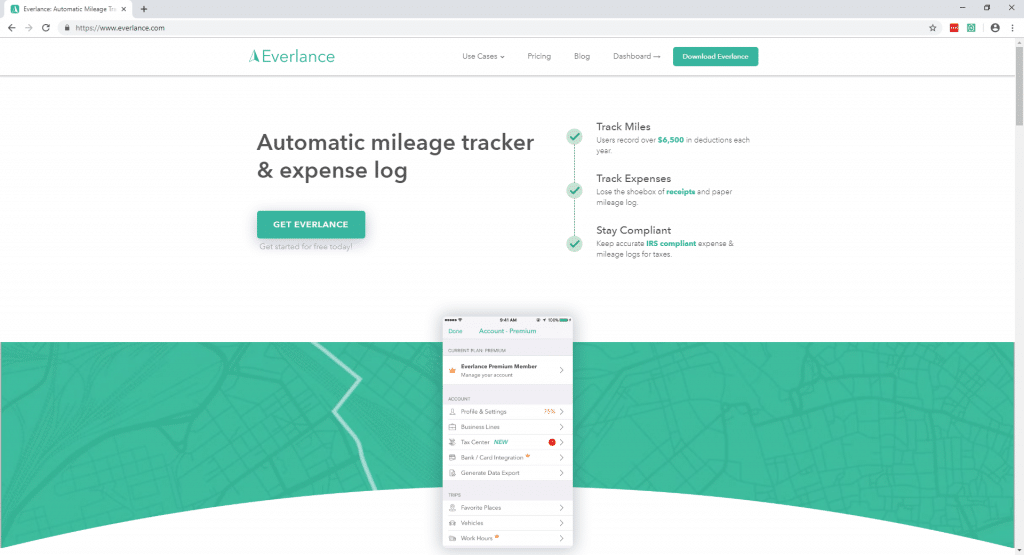 Everlance: Automatic Mileage Tr
https://www.everlance.com
Everlance
Use Cases
Pricing
Blog
Dashboard →
Download Everlance
Automatic mileage tracker
& expense log
GET EVERLANCE
Get started for free today!
Track Miles
Users record over $6,500 in deductions each
year.
Track Expenses
Lose the shoebox of receipts and paper
mileage log.
Stay Compliant
Keep accurate IRS compliant expense &
mileage logs for taxes.
9:41 AM
100%
Done
Account - Premium
CURRENT PLAN: PREMIUM
Everlance Premium Member
Manage your account
ACCOUNT
Profile & Settings
75%
Business Lines
Tax Center NEW
Bank / Card Integration
Generate Data Export
TRIPS
Favorite Places
Vehicles
Work Hours